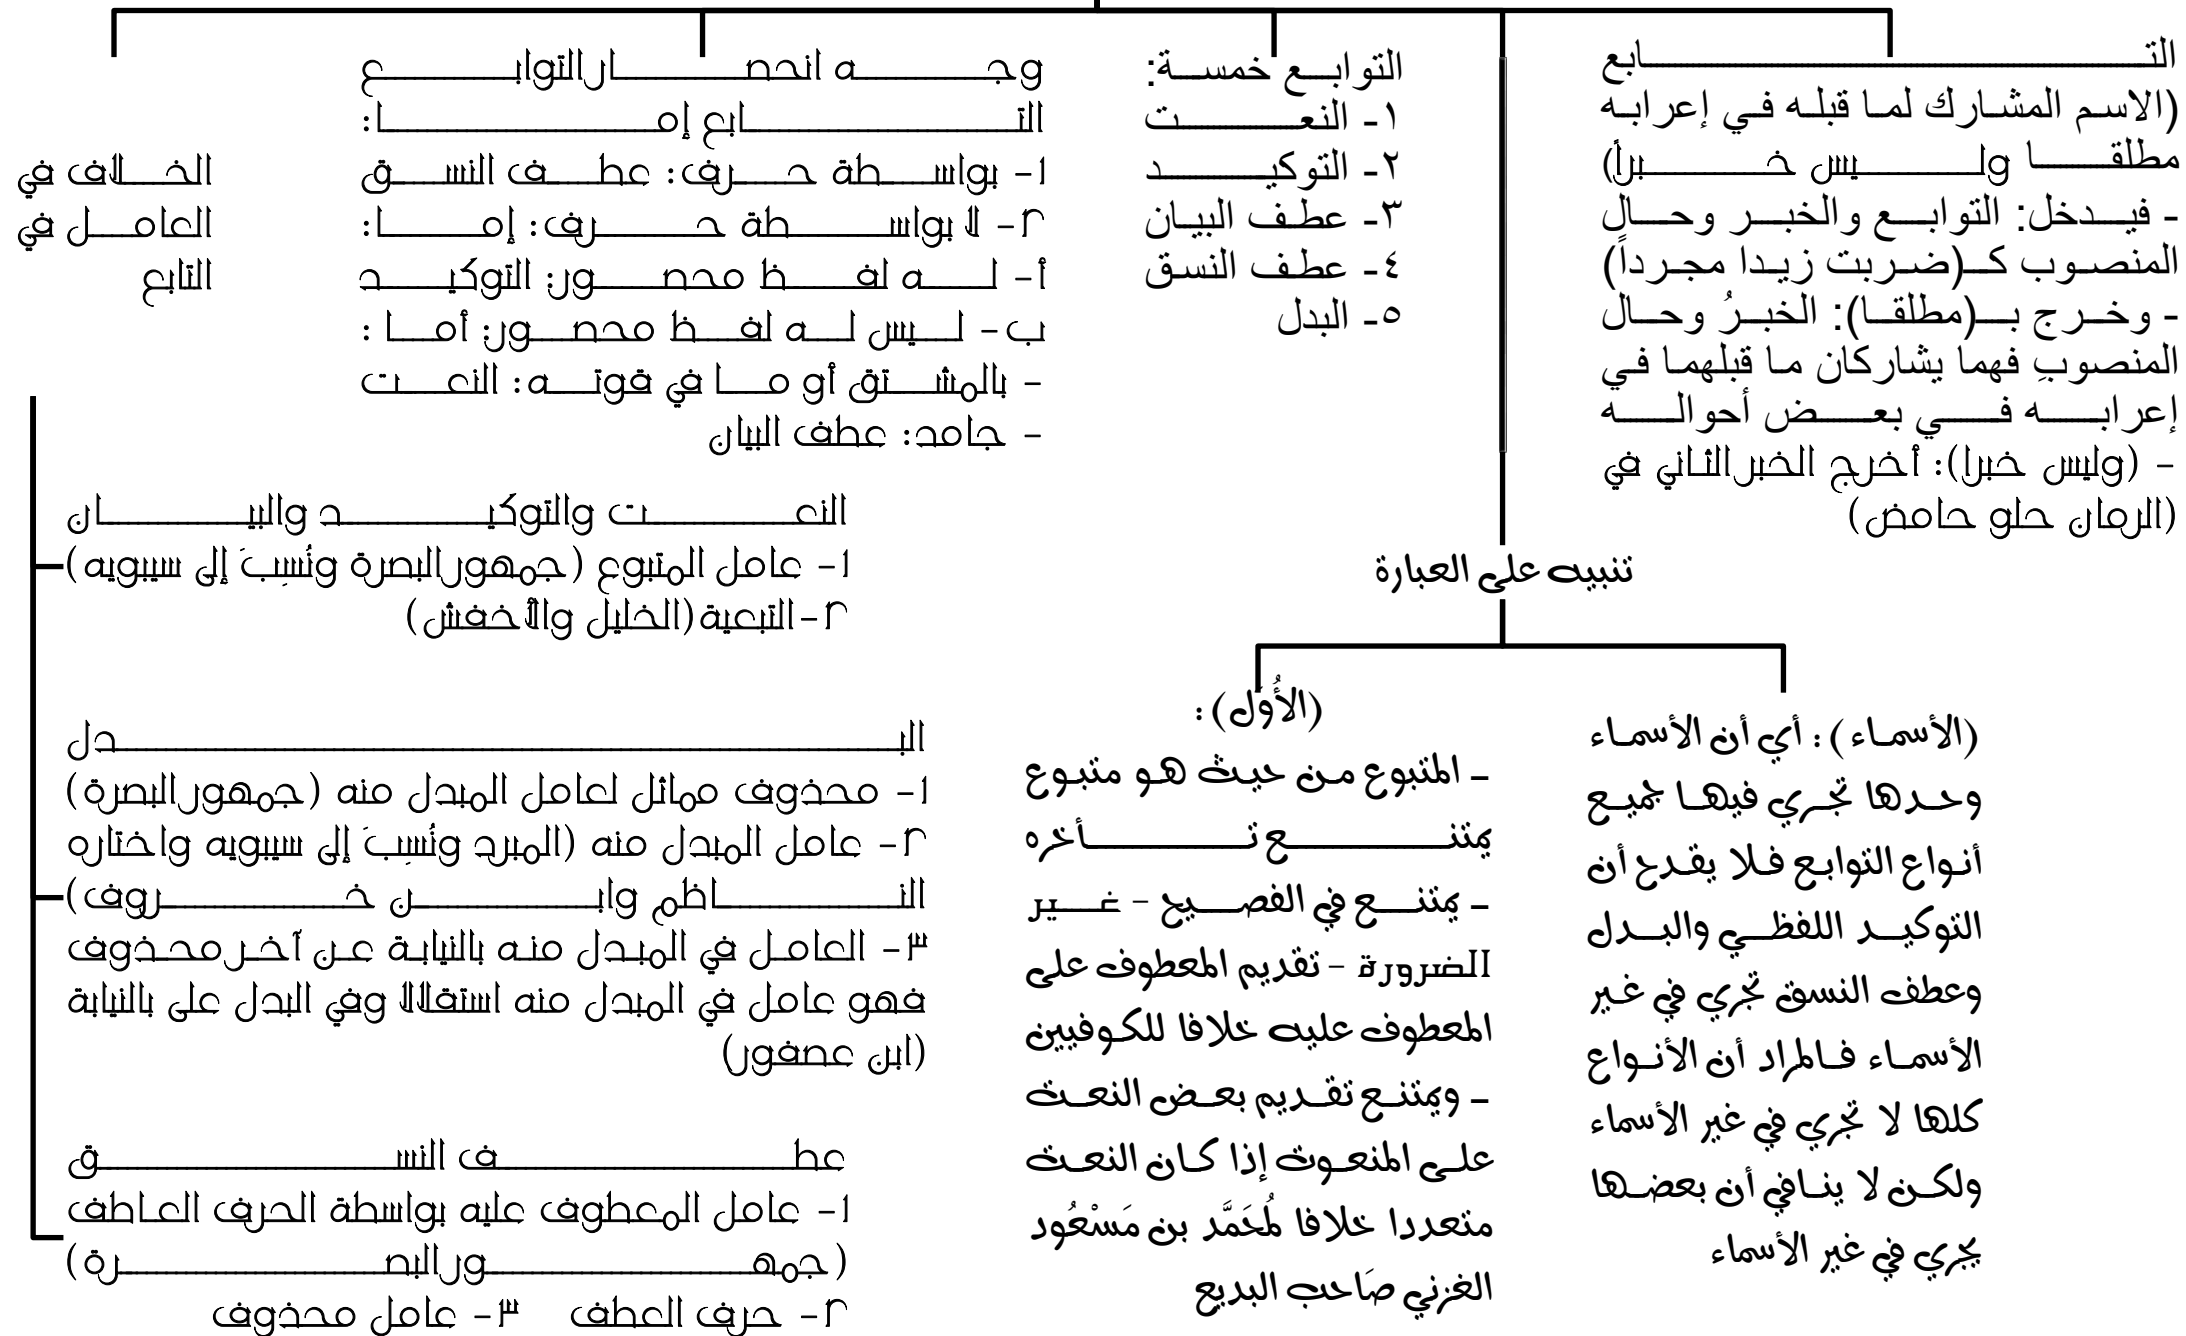 التابع
(الاسم المشارك لما قبله في إعرابه
مطلقا وليس خبرا)
- فيدخل: التوابع والخبر وحال
المنصوب كـ(ضربت زيدا مجرداً)
- وخرج بـ(مطلقا): الخبرُ وحال
المنصوبِ فهما يشاركان ما قبلهما في
إعرابه في بعض أحواله
- (وليس خبرا): أخرج الخبر الثاني في
(الرمان حلو حامض)
التوابع خمسة:
١- النعت
٢- التوكيد
٣- عطف البيان
٤- عطف النسق
٥- البدل
وجه انحصار التوابع
التابع إما:
١- بواسطة حرف: عطف النسق
٢- لا بواسطة حرف: إما:
أ- له لفظ محصور: التوكيد
ب- ليس له لفظ محصور: أما:
- بالمشتق أو ما في قوته: النعت
- جامد: عطف البيان
الخلاف في
العامل في
التابع
تنبيه على العبارة
(الأسماء): أي أن الأسماء
وحدها تجري فيها جميع
أنواع التوابع فلا يقدح أن
التوكيد اللفظي والبدل
وعطف النسق تجري في غير
الأسماء فالمراد أن الأنواع
كلها لا تجري في غير الأسماء
ولكن لا ينافي أن بعضها
يجري في غير الأسماء
(الأُوَل):
- المتبوع من حيث هو متبوع
يمتنع تأخره
- يمتنع في الفصيح - غير
الضرورة - تقديم المعطوف على
المعطوف عليه خلافا للكوفيين
- ويمتنع تقديم بعض النعت
على المنعوت إذا كان النعت
متعددا خلافا لمُحَمَّد بن مَسْعُود
الغزني صَاحب البديع
النعت والتوكيد والبيان
١- عامل المتبوع (جمهور البصرة ونُسِبَ إلى سيبويه)
٢- التبعية (الخليل والأخفش)
البدل
١- محذوف مماثل لعامل المبدل منه (جمهور البصرة)
٢- عامل المبدل منه (المبرد ونُسِبَ إلى سيبويه واختاره
الناظم وابن خروف)
٣- العامل في المبدل منه بالنيابة عن آخر محذوف
فهو عامل في المبدل منه استقلالا وفي البدل على بالنيابة
(ابن عصفور)
عطف النسق
١- عامل المعطوف عليه بواسطة الحرف العاطف
(جمهور البصرة)
٢- حرف العطف ٣- عامل محذوف